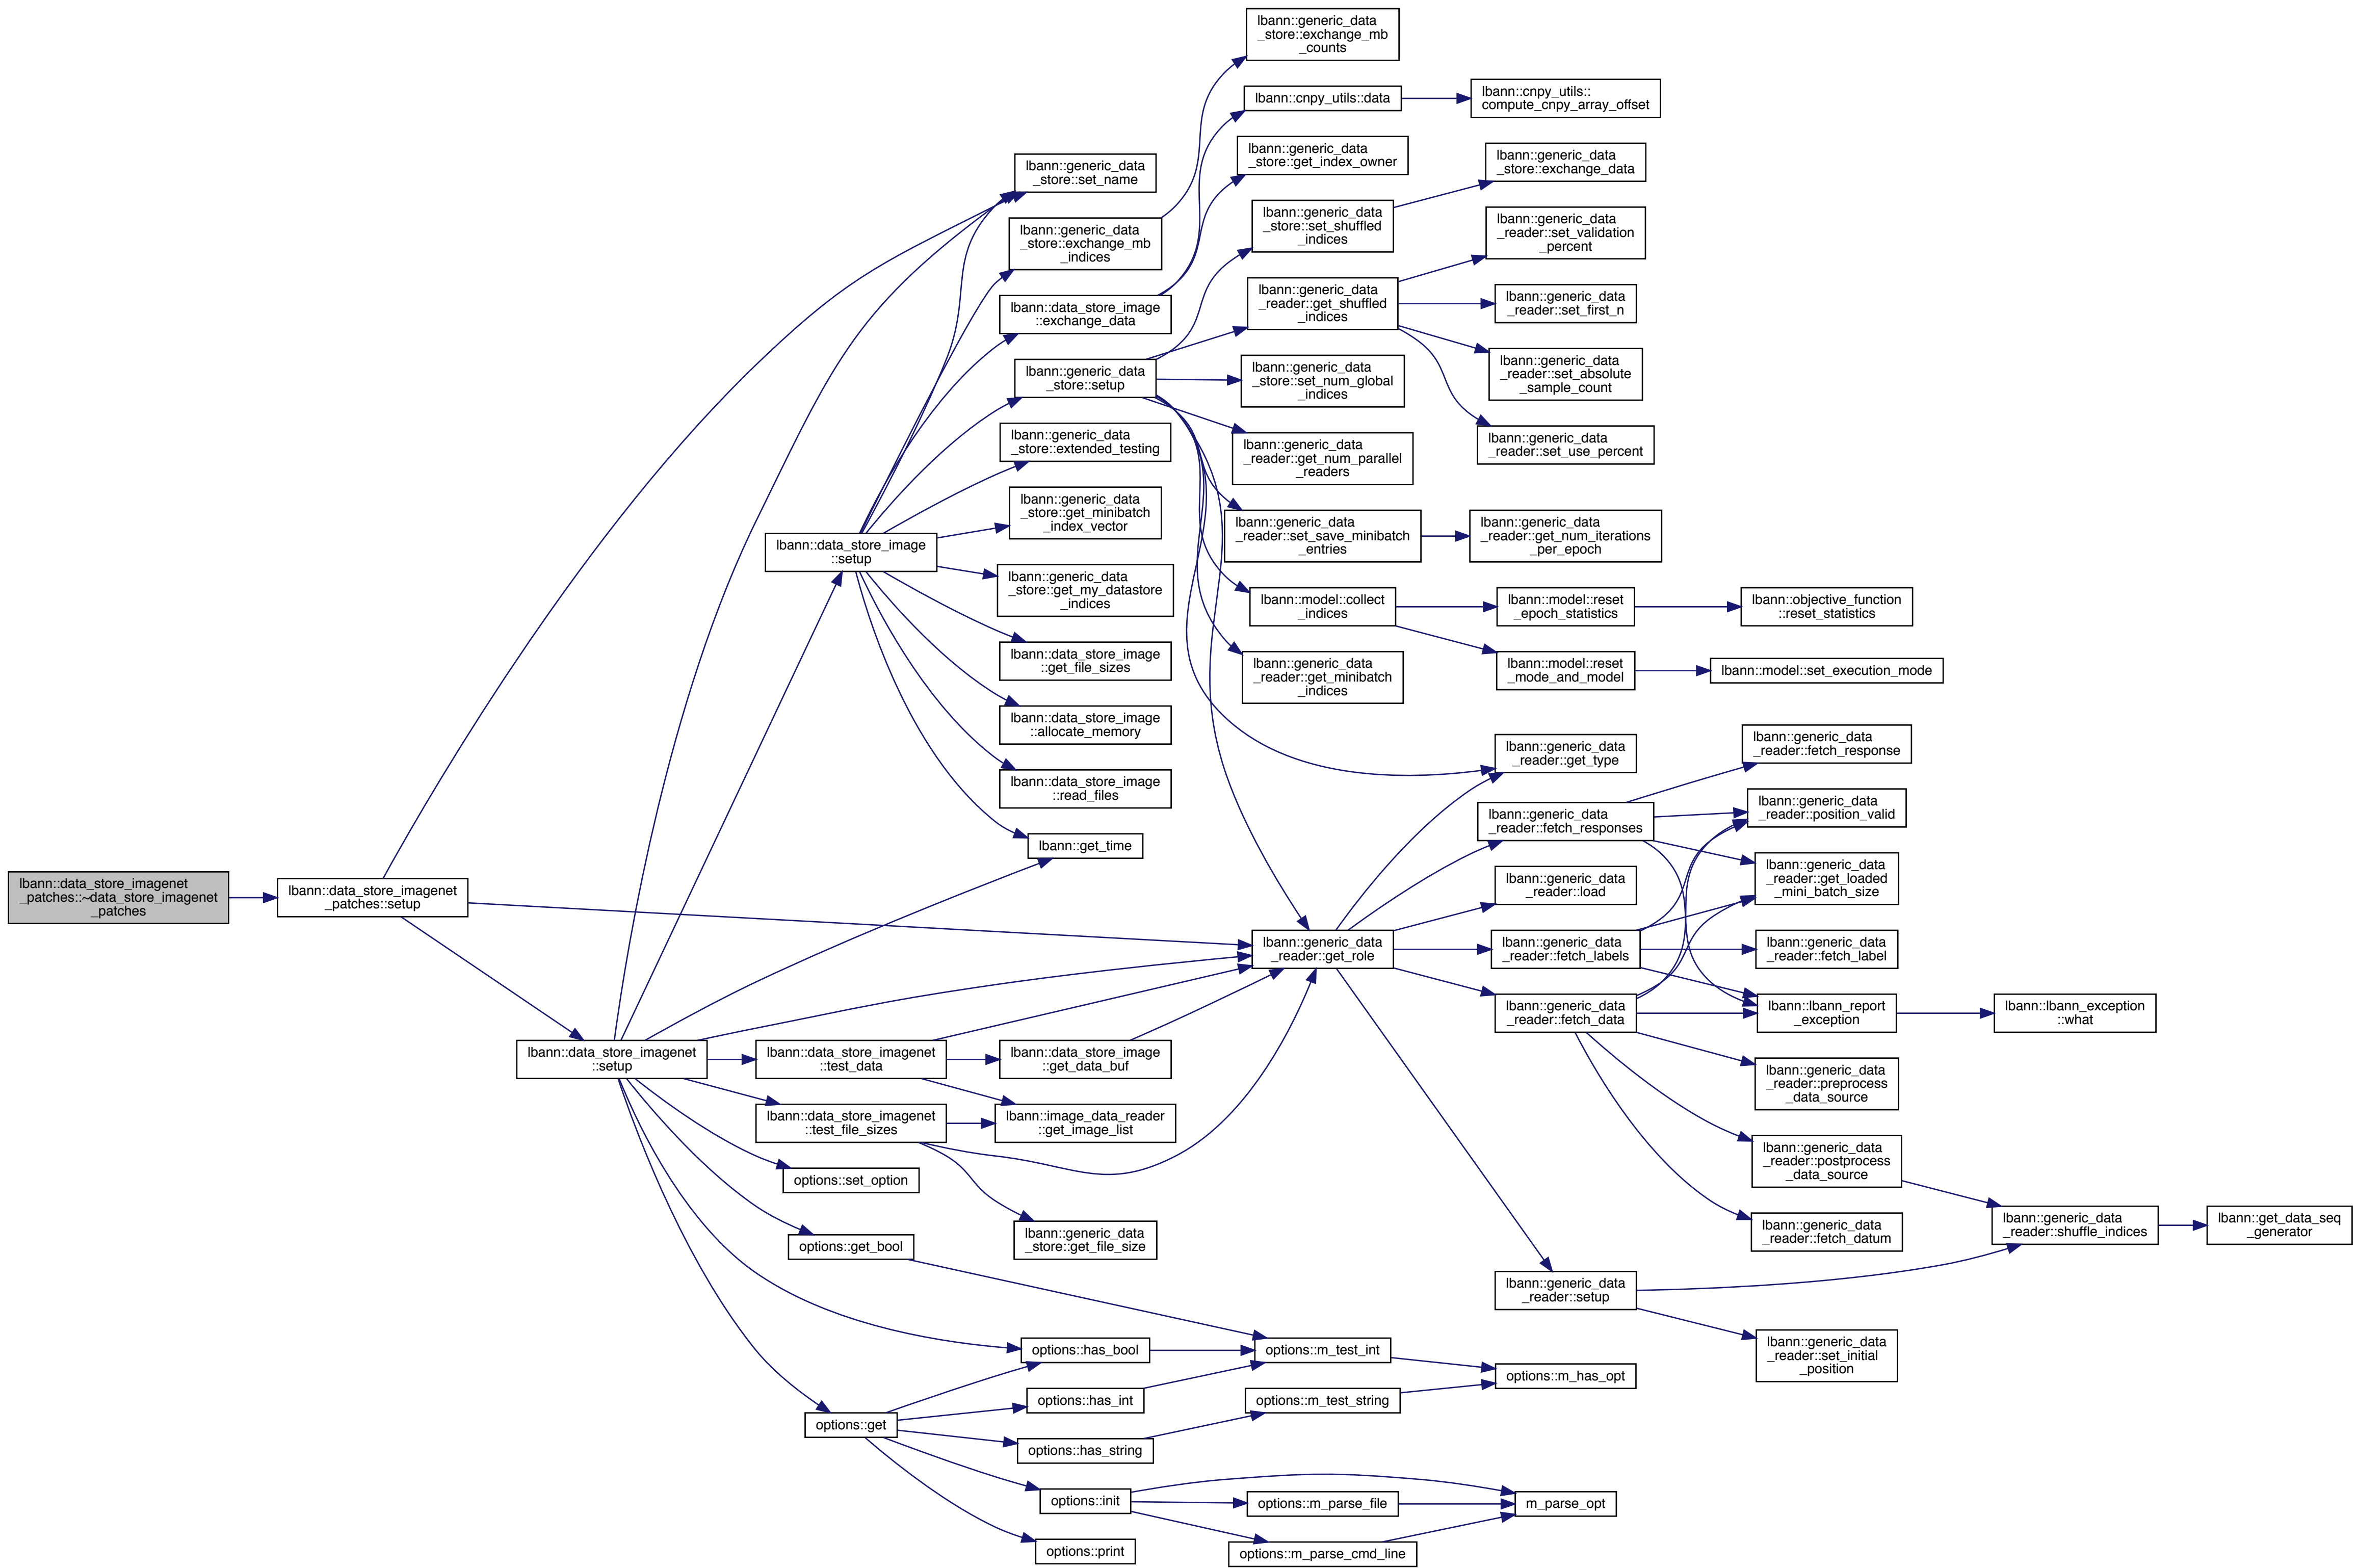 lbann::data_store_imagenet
_patches::~data_store_imagenet
_patches
lbann::data_store_imagenet
_patches::setup
lbann::data_store_imagenet
::setup
lbann::data_store_image
::setup
lbann::data_store_imagenet
::test_data
lbann::data_store_imagenet
::test_file_sizes
options::set_option
options::get_bool
options::get
lbann::generic_data
_store::set_name
lbann::generic_data
_store::exchange_mb
_indices
lbann::data_store_image
::exchange_data
lbann::generic_data
_store::setup
lbann::generic_data
_store::extended_testing
lbann::generic_data
_store::get_minibatch
_index_vector
lbann::generic_data
_store::get_my_datastore
_indices
lbann::data_store_image
::get_file_sizes
lbann::data_store_image
::allocate_memory
lbann::data_store_image
::read_files
lbann::get_time
lbann::data_store_image
::get_data_buf
lbann::image_data_reader
::get_image_list
lbann::generic_data
_store::get_file_size
options::has_bool
options::has_int
options::has_string
options::init
options::print
lbann::generic_data
_store::exchange_mb
_counts
lbann::cnpy_utils::data
lbann::generic_data
_store::get_index_owner
lbann::generic_data
_store::set_shuffled
_indices
lbann::generic_data
_reader::get_shuffled
_indices
lbann::generic_data
_store::set_num_global
_indices
lbann::generic_data
_reader::get_num_parallel
_readers
lbann::generic_data
_reader::set_save_minibatch
_entries
lbann::model::collect
_indices
lbann::generic_data
_reader::get_minibatch
_indices
lbann::generic_data
_reader::get_role
options::m_test_int
options::m_test_string
options::m_parse_file
options::m_parse_cmd_line
lbann::cnpy_utils::
compute_cnpy_array_offset
lbann::generic_data
_store::exchange_data
lbann::generic_data
_reader::set_validation
_percent
lbann::generic_data
_reader::set_first_n
lbann::generic_data
_reader::set_absolute
_sample_count
lbann::generic_data
_reader::set_use_percent
lbann::generic_data
_reader::get_num_iterations
_per_epoch
lbann::model::reset
_epoch_statistics
lbann::model::reset
_mode_and_model
lbann::generic_data
_reader::get_type
lbann::generic_data
_reader::fetch_responses
lbann::generic_data
_reader::load
lbann::generic_data
_reader::fetch_labels
lbann::generic_data
_reader::fetch_data
lbann::generic_data
_reader::setup
options::m_has_opt
m_parse_opt
lbann::objective_function
::reset_statistics
lbann::model::set_execution_mode
lbann::generic_data
_reader::fetch_response
lbann::generic_data
_reader::position_valid
lbann::generic_data
_reader::get_loaded
_mini_batch_size
lbann::generic_data
_reader::fetch_label
lbann::lbann_report
_exception
lbann::generic_data
_reader::preprocess
_data_source
lbann::generic_data
_reader::postprocess
_data_source
lbann::generic_data
_reader::fetch_datum
lbann::generic_data
_reader::set_initial
_position
lbann::lbann_exception
::what
lbann::generic_data
_reader::shuffle_indices
lbann::get_data_seq
_generator